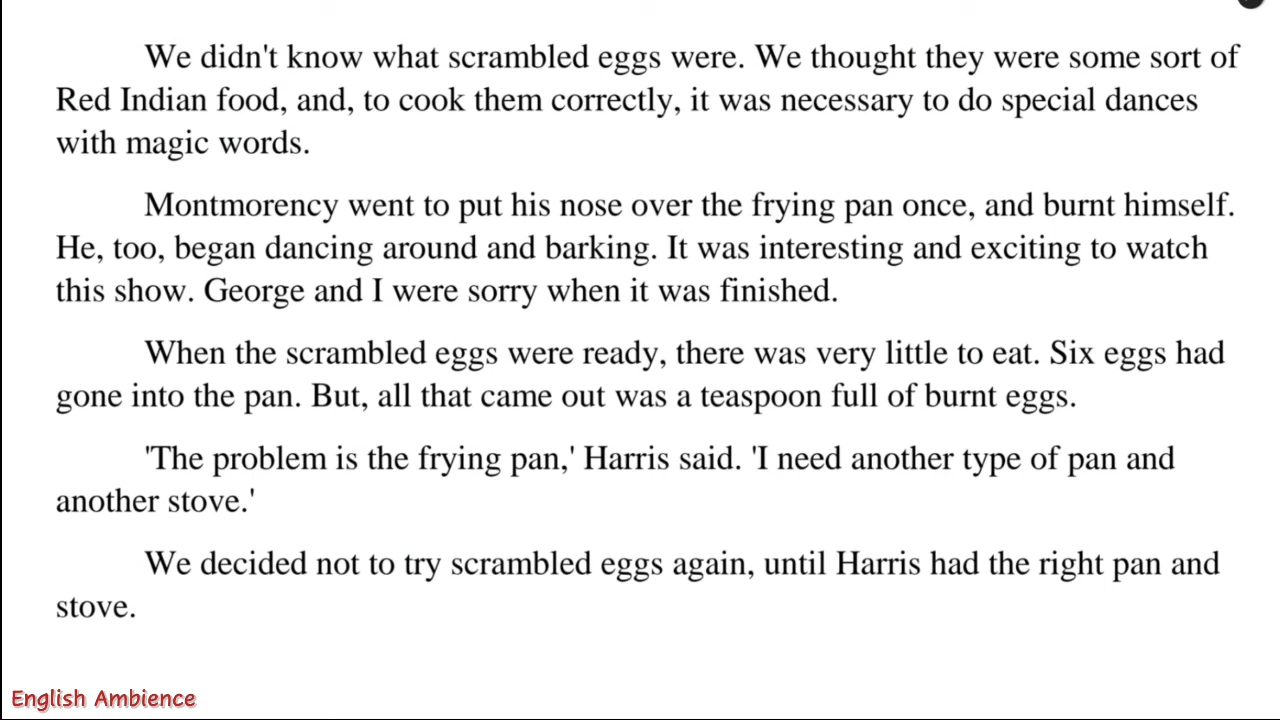 We didn't know what scrambled eggs were. We thought they were some sort of
Red Indian food, and, to cook them correctly, it was necessary to do special dances
with magic words.
Montmorency went to put his nose over the frying pan once, and burnt himself.
He, too, began dancing around and barking. It was interesting and exciting to watch
this show. George and I were sorry when it was finished.
When the scrambled eggs were ready, there was very little to eat. Six eggs had
gone into the pan. But, all that came out was a teaspoon full of burnt eggs.
'The problem is the frying pan,' Harris said. 'I need another type of pan and
another stove.'
We decided not to try scrambled eggs again, until Harris had the right pan and
stove.
English Ambience